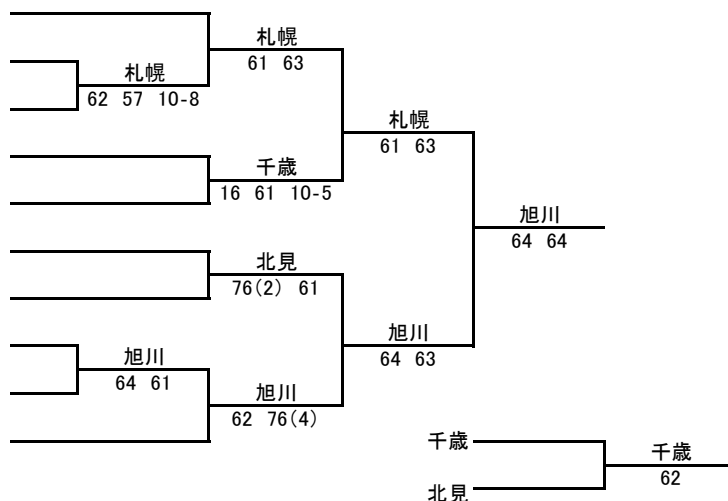 札幌
61 63
札幌
62 57 10-8
札幌
61 63
千歳
16 61 10-5
旭川
64 64
北見
76(2) 61
旭川
64 63
旭川
64 61
旭川
62 76(4)
千歳
千歳
62
北見